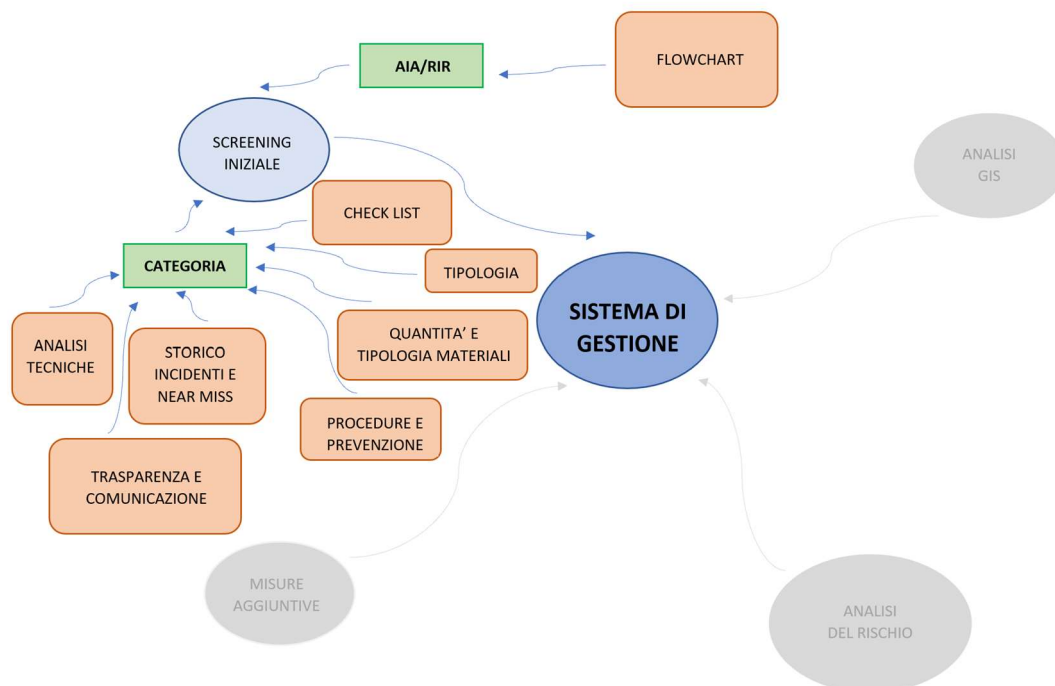 AIA/RIR
FLOWCHART
SCREENING
INIZIALE
ANALISI
GIS
CHECK LIST
CATEGORIA
TIPOLOGIA
SISTEMA DI
GESTIONE
ANALISI
TECNICHE
STORICO
INCIDENTI E
NEAR MISS
QUANTITA’ E
TIPOLOGIA MATERIALI
PROCEDURE E
PREVENZIONE
TRASPARENZA E
COMUNICAZIONE
MISURE
AGGIUNTIVE
ANALISI
DEL RISCHIO